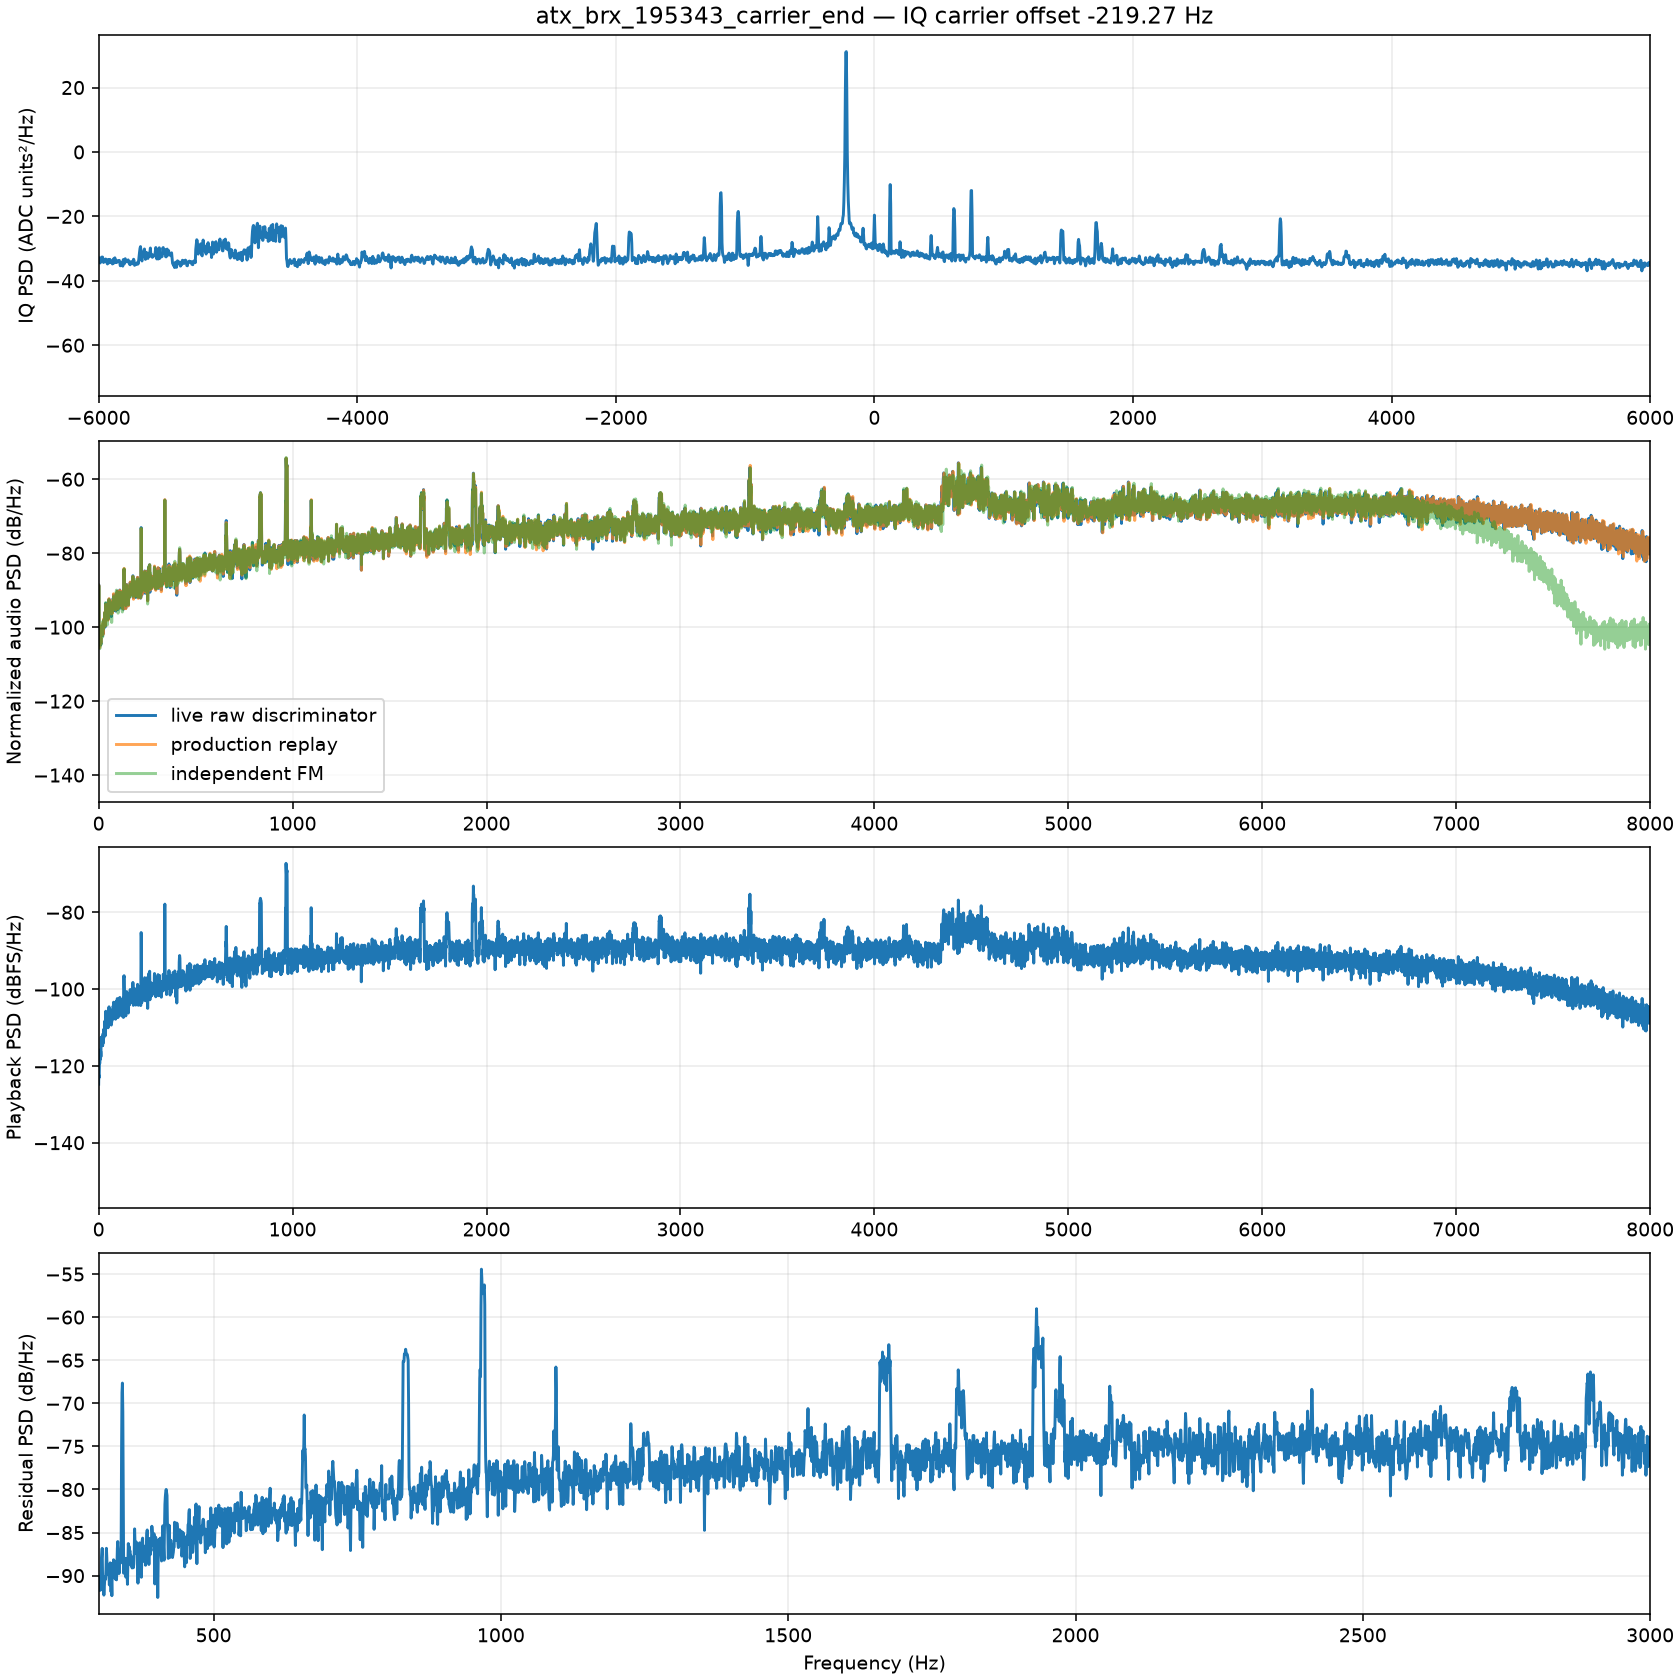 atx_brx_195343_carrier_end — IQ carrier offset -219.27 Hz
IQ PSD (ADC units²/Hz)
20
0
−20
−40
−60
−6000 −4000 −2000 0 2000 4000 6000
Normalized audio PSD (dB/Hz)
−60
−80
−100
−120
−140
live raw discriminator
production replay
independent FM
0 1000 2000 3000 4000 5000 6000 7000 8000
Playback PSD (dBFS/Hz)
−80
−100
−120
−140
0 1000 2000 3000 4000 5000 6000 7000 8000
Residual PSD (dB/Hz)
−55
−60
−65
−70
−75
−80
−85
−90
500 1000 1500 2000 2500 3000
Frequency (Hz)